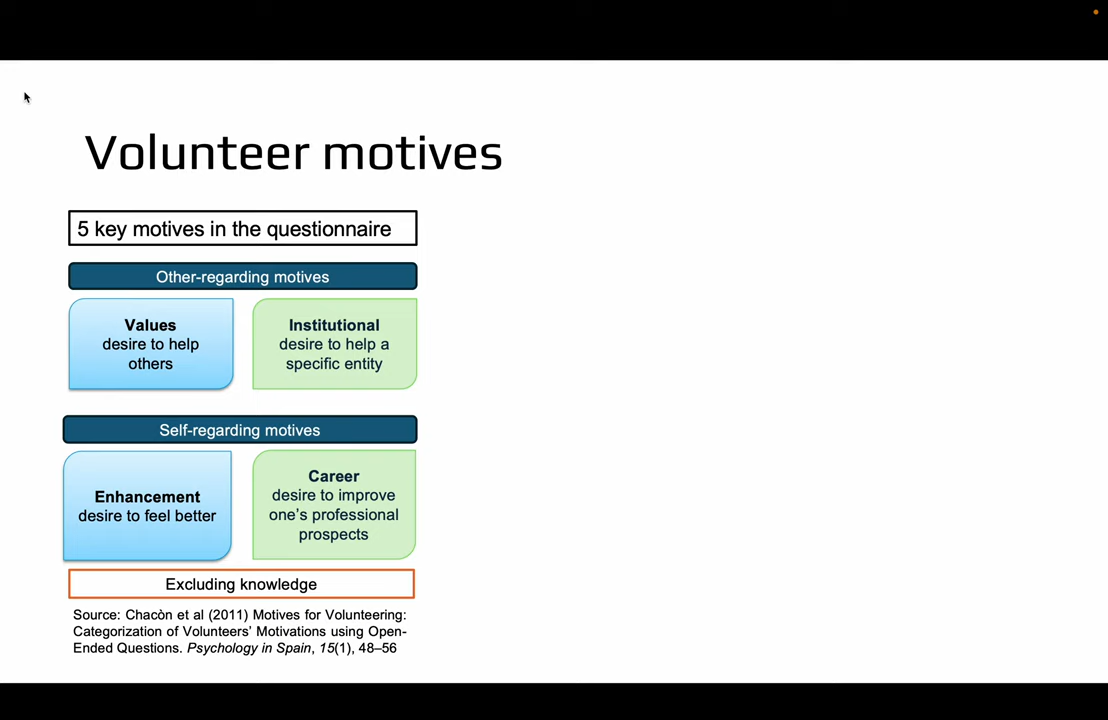 Volunteer motives
5 key motives in the questionnaire
Other-regarding motives
Values
desire to help
others
Institutional
desire to help a
specific entity
Self-regarding motives
Enhancement
desire to feel better
Career
desire to improve
one's professional
prospects
Excluding knowledge
Source: Chacòn et al (2011) Motives for Volunteering:
Categorization of Volunteers' Motivations using Open-
Ended Questions. Psychology in Spain, 15(1), 48–56